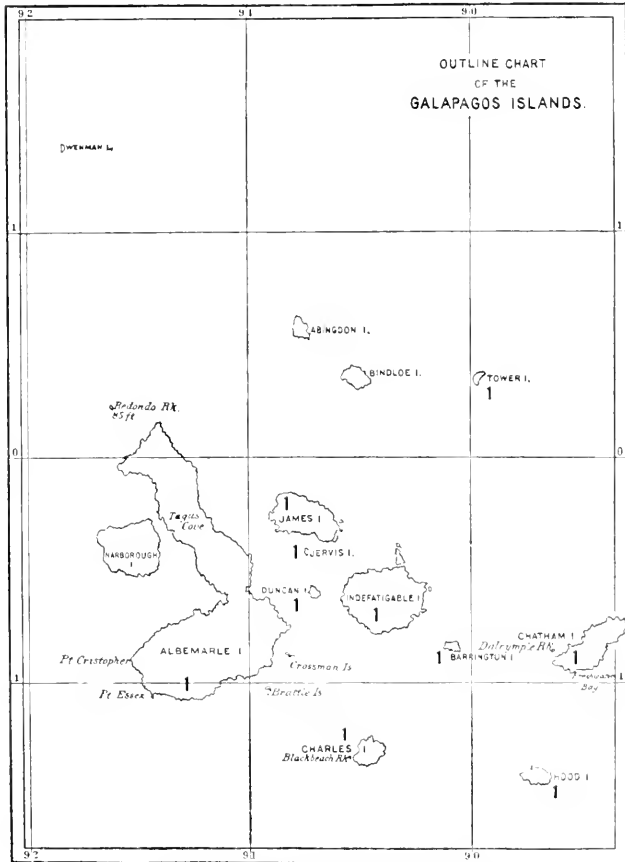 92
91
90
OUTLINE CHART
OF THE
GALAPAGOS ISLANDS.
WENMAN I.
1
1
ABINGDON I.
BINDLOE I.
TOWER I.
1
Redondo Rk.
85 ft
0
0
1
JAMES I
Tagus
Cove
1
JERVIS I.
NARBOROUGH
I
DUNCAN I
1
INDEFATIGABLE I
1
CHATHAM I
Dalrymple Rk
ALBEMARLE I
1
BARRINGTON I
1
Pt Cristopher
Crossman Is
1
Pt Essex
Brattle Is
Bay
1
1
1
CHARLES
I
Blackbeach Rk
HOOD I
1
92
91
90